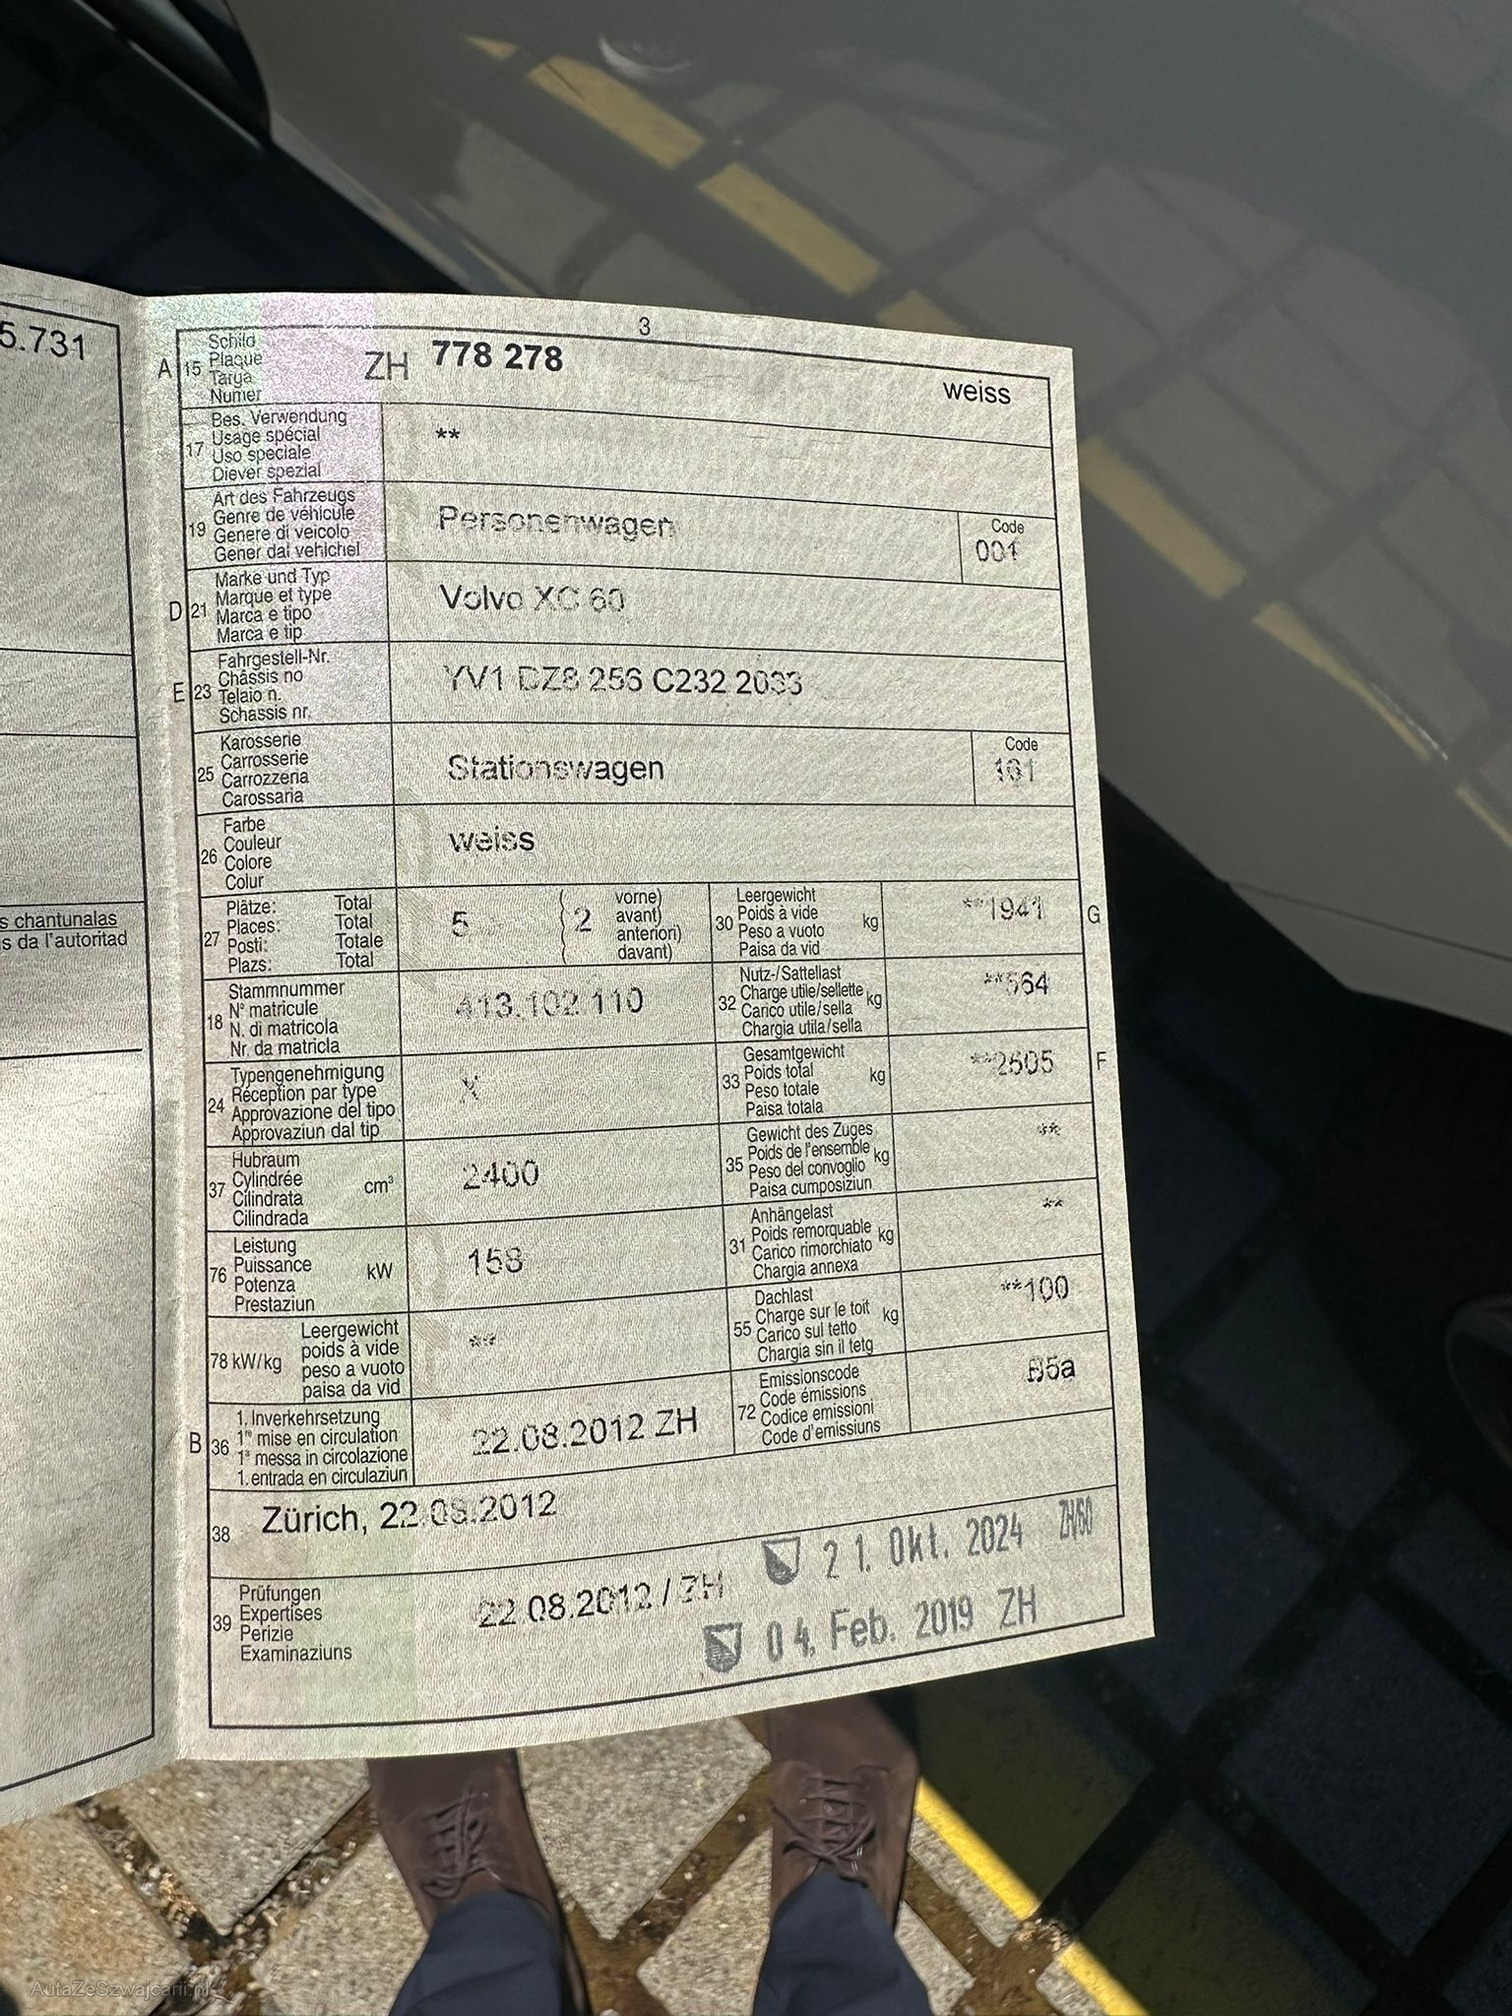 5.731
s chantunalas
s da l'autoritad
3
A 15 Schild
Plaque
Targa
Numer
ZH 778 278
weiss
17 Bes. Verwendung
Usage spécial
Uso speciale
Diever spezial
**
19 Art des Fahrzeugs
Genre de véhicule
Genere di veicolo
Gener dal vehichel
Personenwagen
Code
001
D 21 Marke und Typ
Marque et type
Marca e tipo
Marca e tip
Volvo XC 60
E 23 Fahrgestell-Nr.
Châssis no
Telaio n.
Schassis nr.
YV1 DZ8 256 C232 2033
25 Karosserie
Carrosserie
Carrozzeria
Carossaria
Stationswagen
Code
161
26 Farbe
Couleur
Colore
Colur
weiss
27 Plätze: Total
Places: Total
Posti: Totale
Plazs: Total
5 ( 2 vorne)
avant)
anteriori)
davant)
30 Leergewicht
Poids à vide kg
Peso a vuoto
Paisa da vid
**1941
G
18 Stammnummer
N° matricule
N. di matricola
Nr. da matricla
413.102.110
32 Nutz-/Sattellast
Charge utile/sellette kg
Carico utile/sella
Chargia utila/sella
**564
24 Typengenehmigung
Réception par type
Approvazione del tipo
Approvaziun dal tip
X
33 Gesamtgewicht
Poids total kg
Peso totale
Paisa totala
**2505
F
37 Hubraum
Cylindrée cm³
Cilindrata
Cilindrada
2400
35 Gewicht des Zuges
Poids de l'ensemble kg
Peso del convoglio
Paisa cumposiziun
**
76 Leistung
Puissance kW
Potenza
Prestaziun
158
31 Anhängelast
Poids remorquable kg
Carico rimorchiato
Chargia annexa
**
78 kW/kg Leergewicht
poids à vide
peso a vuoto
paisa da vid
**
55 Dachlast
Charge sur le toit kg
Carico sul tetto
Chargia sin il tetg
**100
B 36 1. Inverkehrsetzung
1re mise en circulation
1a messa in circolazione
1. entrada en circulaziun
22.08.2012 ZH
72 Emissionscode
Code émissions
Codice emissioni
Code d'emissiuns
B5a
38 Zürich, 22.08.2012
39 Prüfungen
Expertises
Perizie
Examinaziuns
22.08.2012 / ZH
21. Okt. 2024 ZH/60
04. Feb. 2019 ZH
AutaZeSzwajcarii.pl